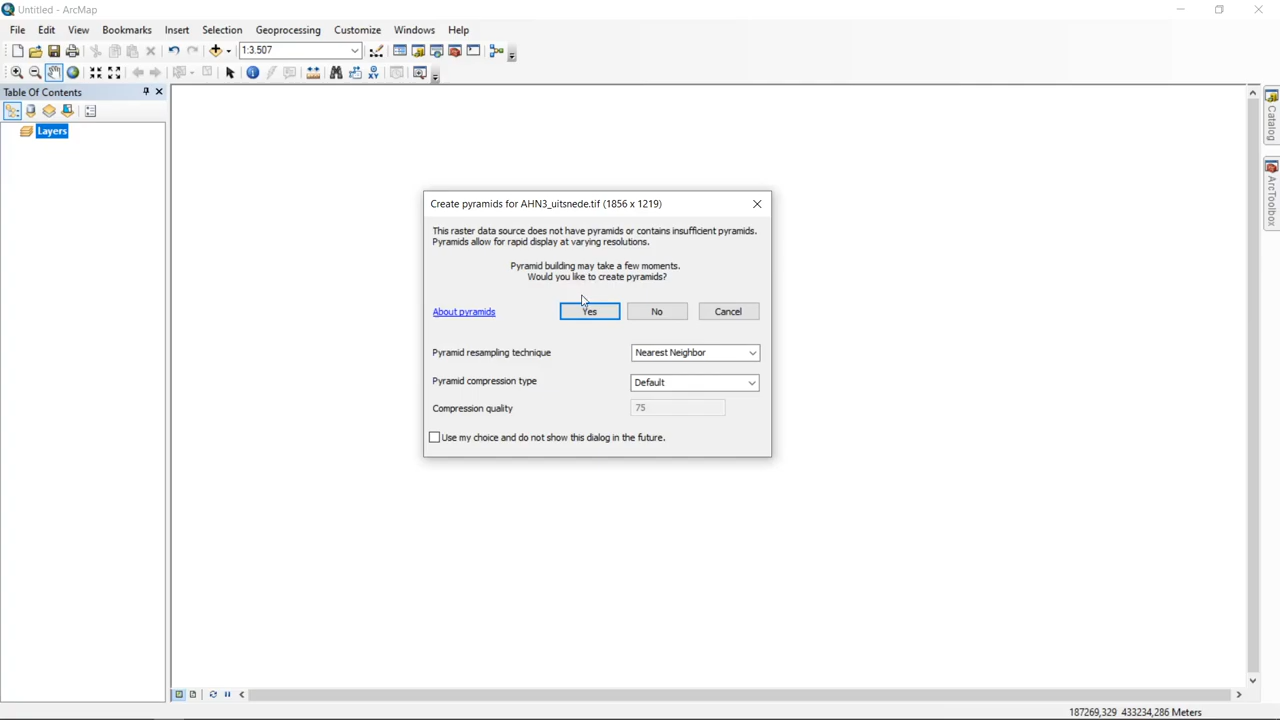 Untitled - ArcMap
File Edit View Bookmarks Insert Selection Geoprocessing Customize Windows Help
1:3.507
Table Of Contents
Layers
Catalog
ArcToolbox
Create pyramids for AHN3_uitsnede.tif (1856 x 1219)
This raster data source does not have pyramids or contains insufficient pyramids.
Pyramids allow for rapid display at varying resolutions.
Pyramid building may take a few moments.
Would you like to create pyramids?
About pyramids Yes No Cancel
Pyramid resampling technique Nearest Neighbor
Pyramid compression type Default
Compression quality 75
Use my choice and do not show this dialog in the future.
187269,329 433234,286 Meters